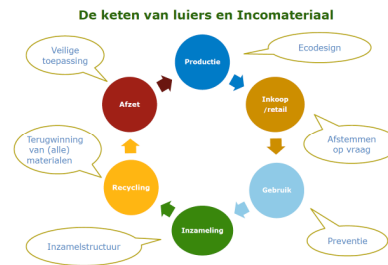 De keten van luiers en Incomateriaal
Veilige
toepassing
Productie
Ecodesign
Afzet
Inkoop
/retail
Terugwinning
van (alle)
materialen
Afstemmen
op vraag
Recycling
Gebruik
Inzamelstructuur
Inzameling
Preventie